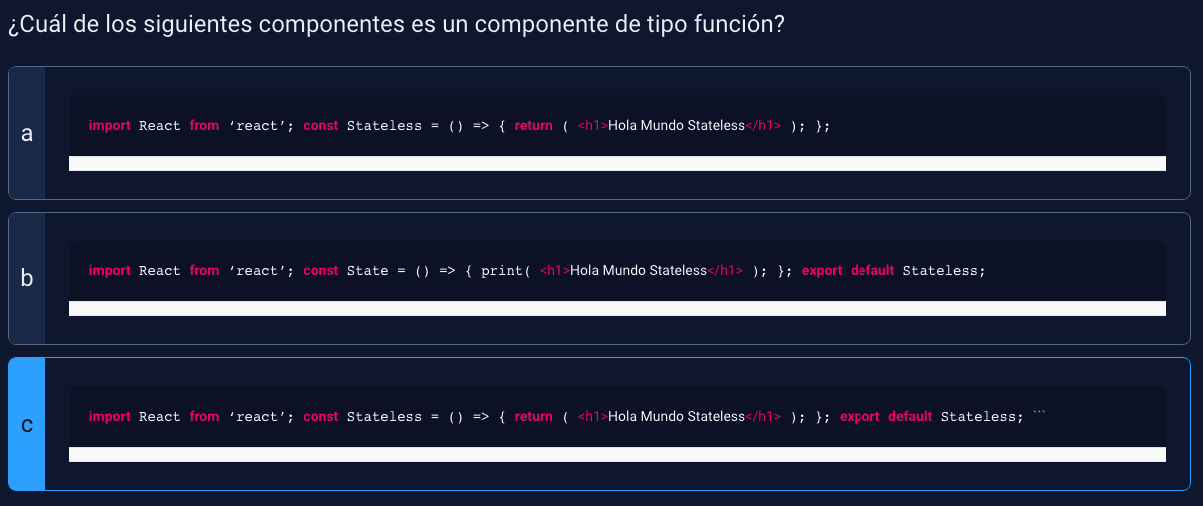 ¿Cuál de los siguientes componentes es un componente de tipo función?
a
import React from ‘react’; const Stateless = () => { return ( <h1>Hola Mundo Stateless</h1> ); };
b
import React from ‘react’; const State = () => { print( <h1>Hola Mundo Stateless</h1> ); }; export default Stateless;
c
import React from ‘react’; const Stateless = () => { return ( <h1>Hola Mundo Stateless</h1> ); }; export default Stateless; ```